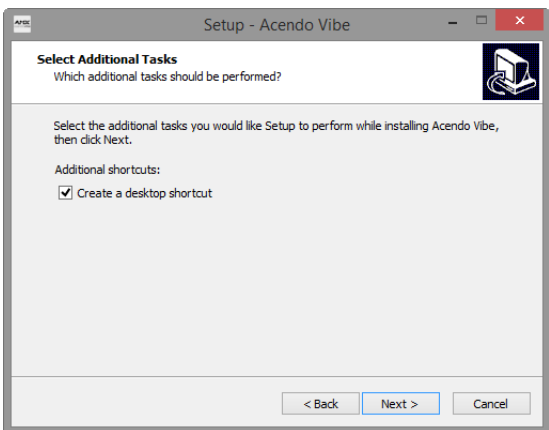 Setup - Acendo Vibe
Select Additional Tasks
Which additional tasks should be performed?
Select the additional tasks you would like Setup to perform while installing Acendo Vibe,
then click Next.
Additional shortcuts:
Create a desktop shortcut
< Back
Next >
Cancel